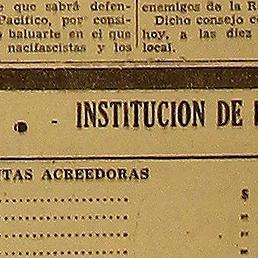 e que sabrá defen-
Pacífico, por consi-
o baluarte en el que
nacifascistas y los
enemigos de la R
Dicho consejo c
hoy, a las diez
local.
INSTITUCION DE
TAS ACREEDORAS
$